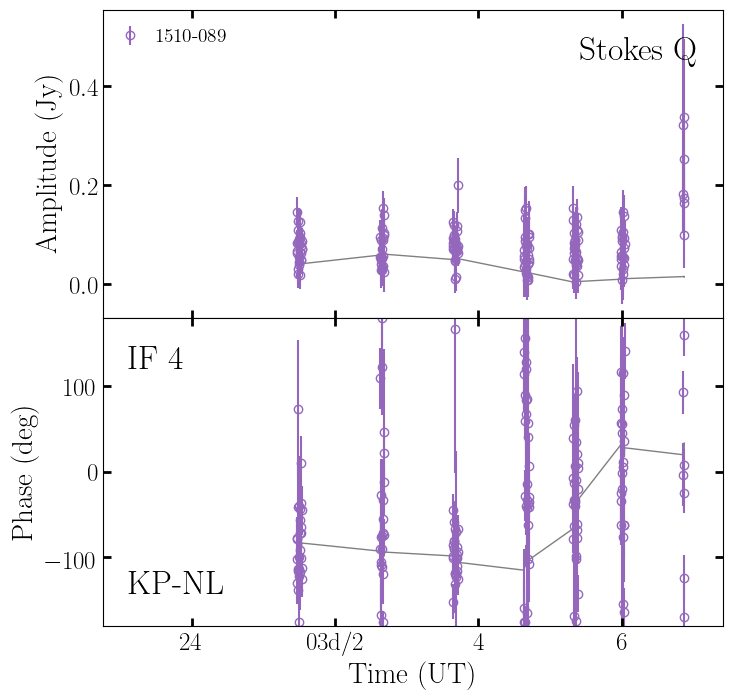 1510-089
Stokes Q
Amplitude (Jy)
0.4
0.2
0.0
IF 4
KP-NL
Phase (deg)
100
0
−100
24
03d/2
4
6
Time (UT)